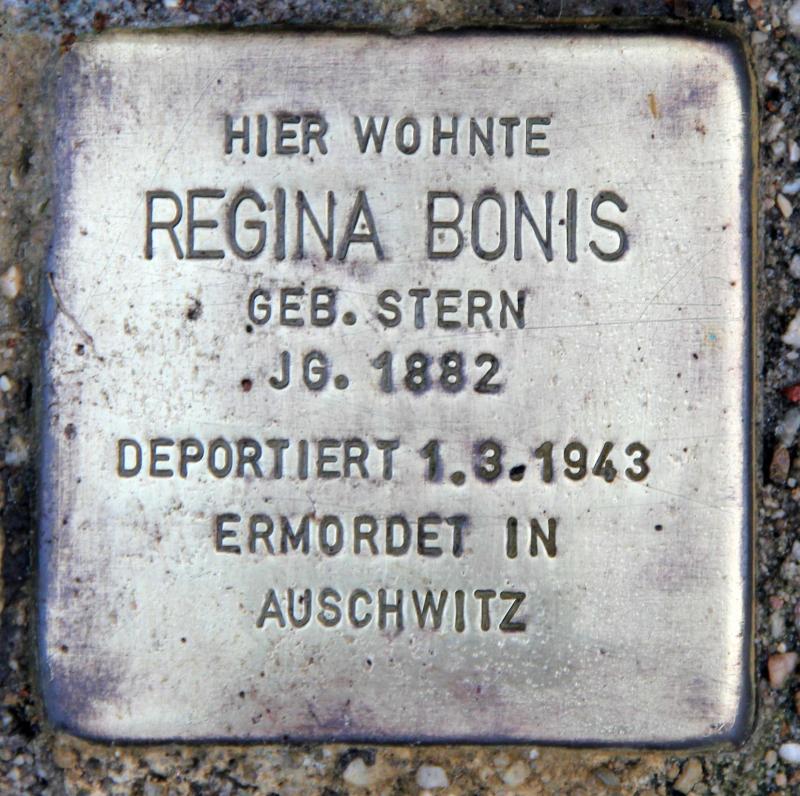 HIER WOHNTE
REGINA BONIS
GEB. STERN
JG. 1882
DEPORTIERT 1.3.1943
ERMORDET IN
AUSCHWITZ